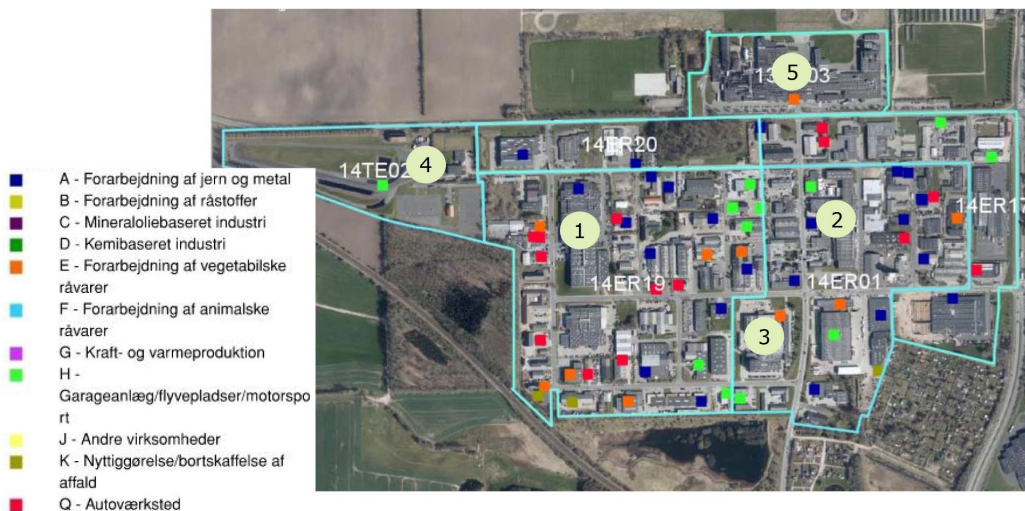 5
14TE02
4
14ER20
1
2
14ER19
14ER01
3
A - Forarbejdning af jern og metal
B - Forarbejdning af råstoffer
C - Mineraloliebaseret industri
D - Kemibaseret industri
E - Forarbejdning af vegetabilske
råvarer
F - Forarbejdning af animalske
råvarer
G - Kraft- og varmeproduktion
H -
Garageanlæg/flyvepladser/motorspo
rt
J - Andre virksomheder
K - Nyttiggørelse/bortskaffelse af
affald
Q - Autoværksted